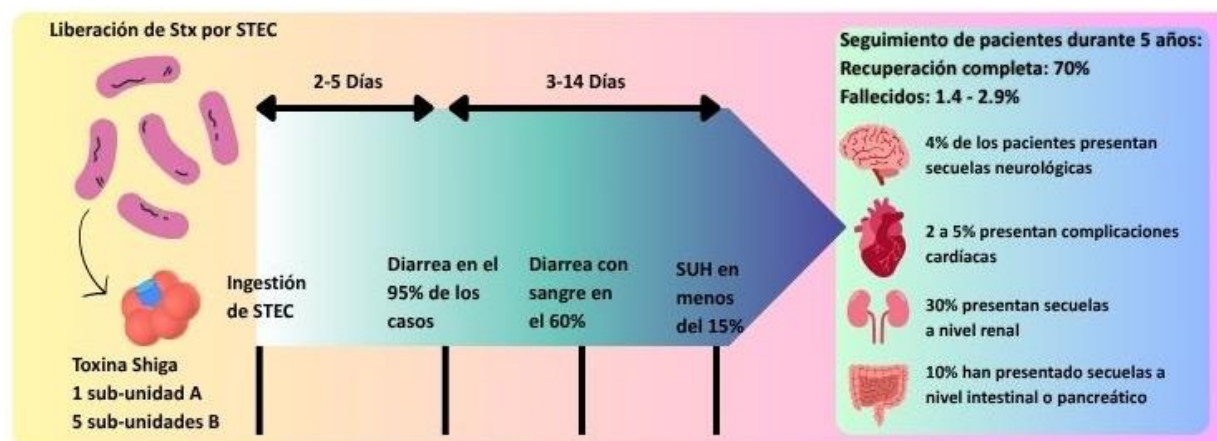 Liberación de Stx por STEC
Toxina Shiga
1 sub-unidad A
5 sub-unidades B
2-5 Días
3-14 Días
Ingestión
de STEC
Diarrea en el
95% de los
casos
Diarrea con
sangre en
el 60%
SUH en
menos
del 15%
Seguimiento de pacientes durante 5 años:
Recuperación completa: 70%
Fallecidos: 1.4 - 2.9%
4% de los pacientes presentan
secuelas neurológicas
2 a 5% presentan complicaciones
cardíacas
30% presentan secuelas
a nivel renal
10% han presentado secuelas a
nivel intestinal o pancreático